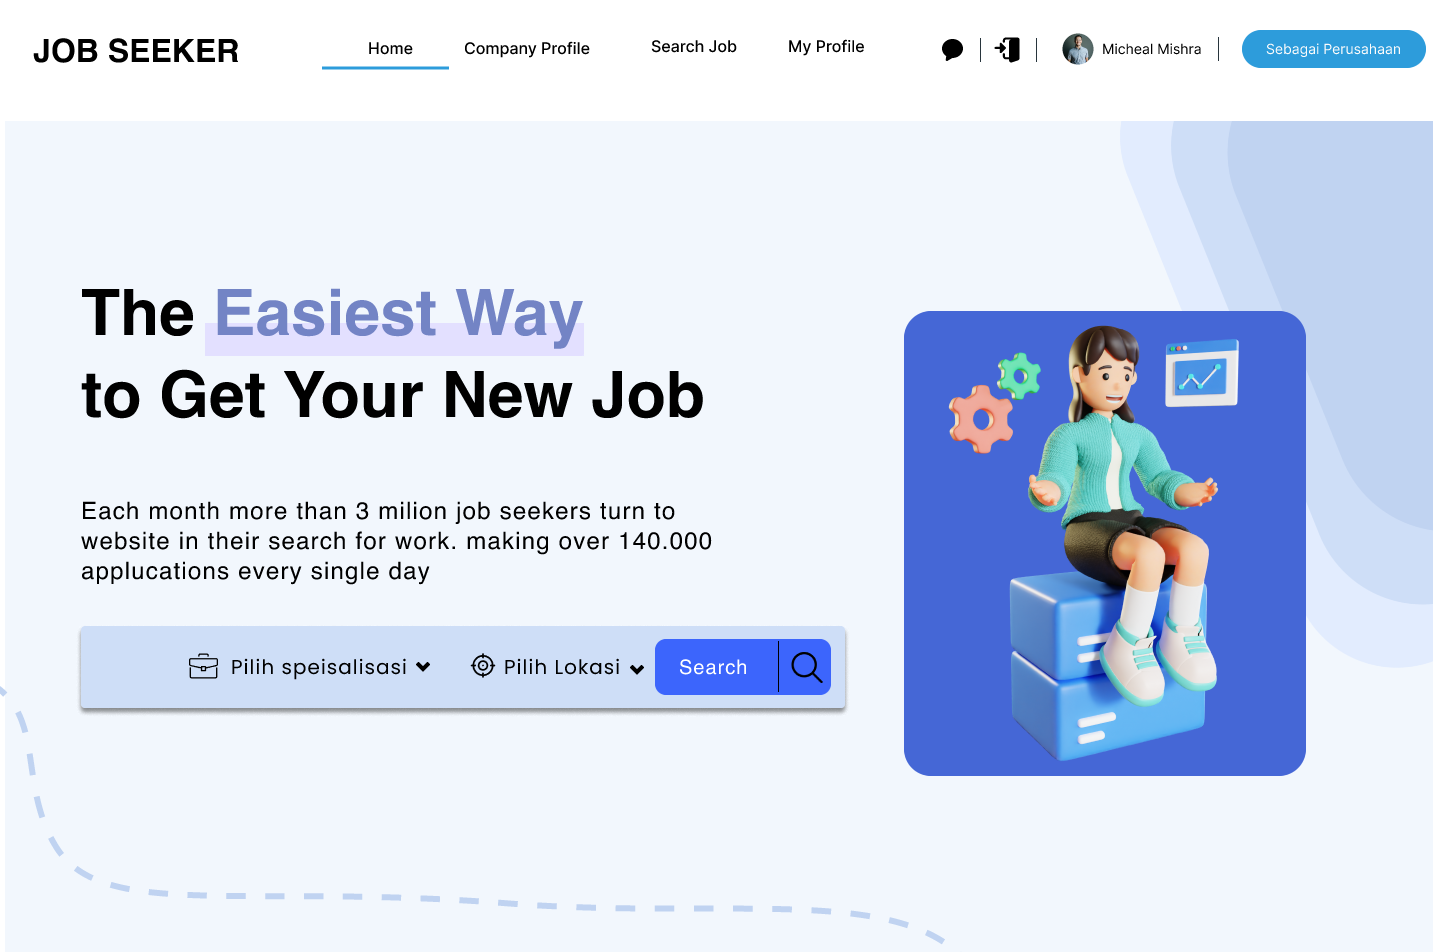 JOB SEEKER
Home
Company Profile
Search Job
My Profile
Micheal Mishra
Sebagai Perusahaan
The Easiest Way
to Get Your New Job
Each month more than 3 milion job seekers turn to
website in their search for work. making over 140.000
applucations every single day
Pilih speisalisasi
Pilih Lokasi
Search